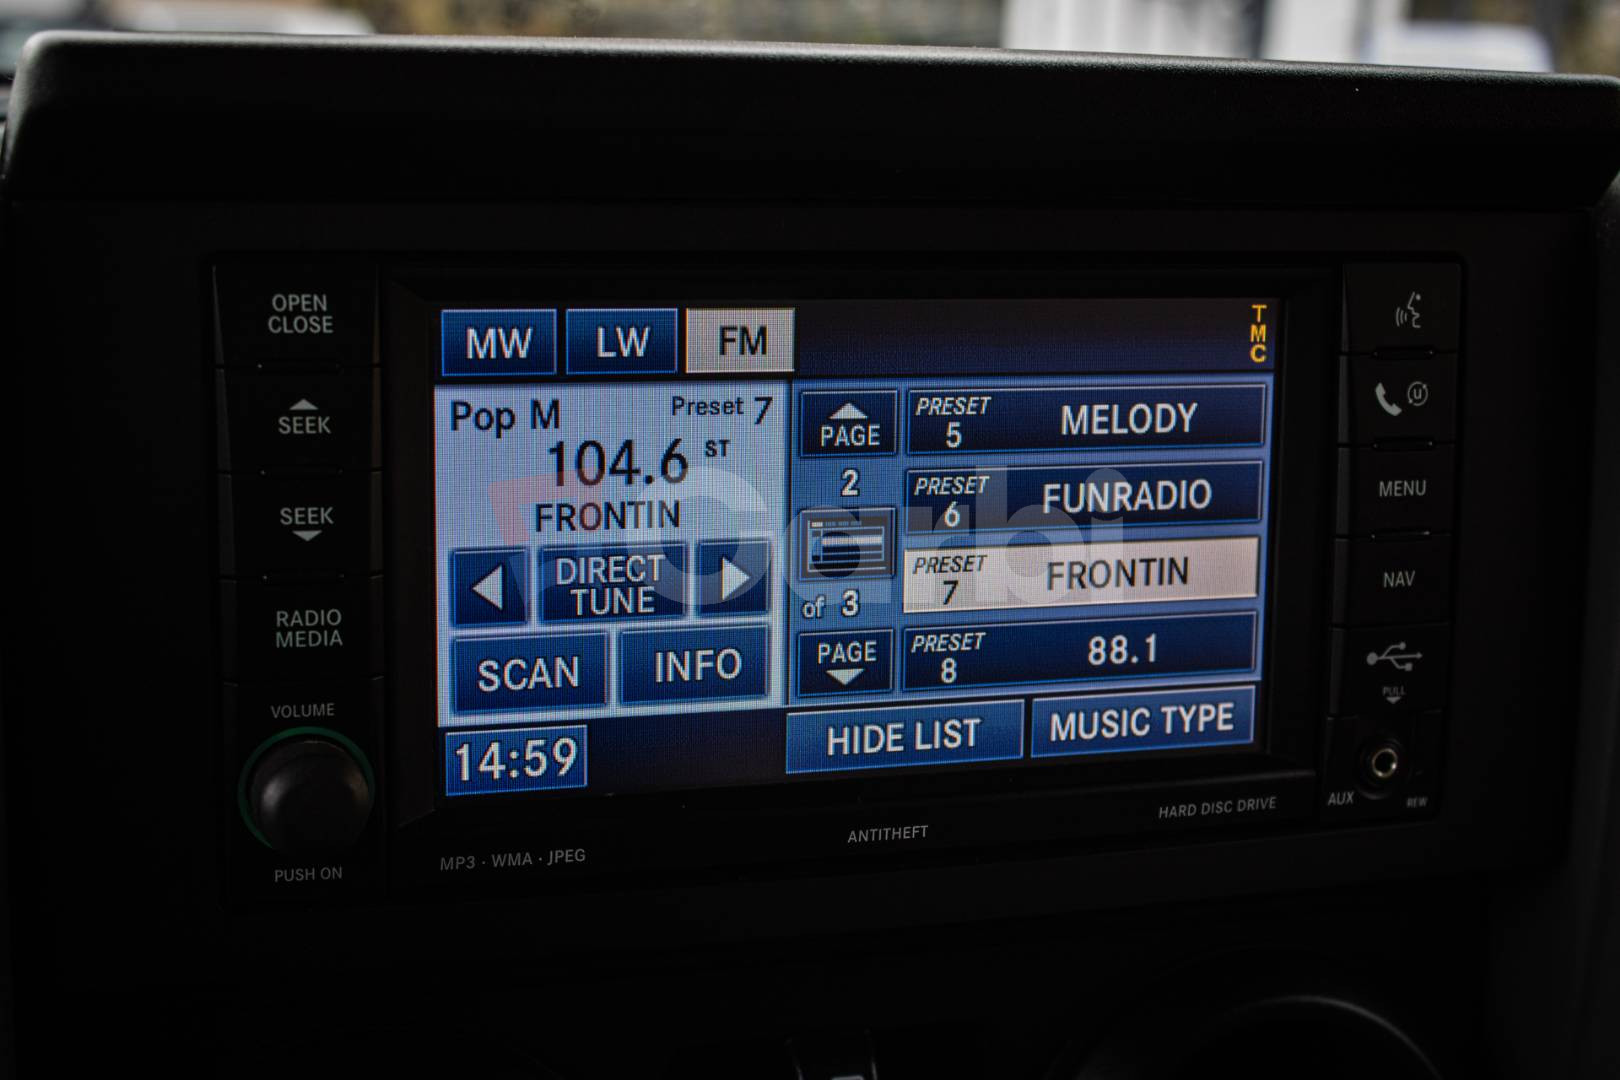 OPEN
CLOSE
SEEK
SEEK
RADIO
MEDIA
VOLUME
PUSH ON
MW
LW
FM
TMC
Pop M
Preset 7
104.6 ST
FRONTIN
DIRECT
TUNE
SCAN
INFO
14:59
PAGE
2
of 3
PAGE
PRESET
5
MELODY
PRESET
6
FUNRADIO
PRESET
7
FRONTIN
PRESET
8
88.1
HIDE LIST
MUSIC TYPE
MP3 · WMA · JPEG
ANTITHEFT
HARD DISC DRIVE
MENU
NAV
PULL
AUX
REW
Carbi